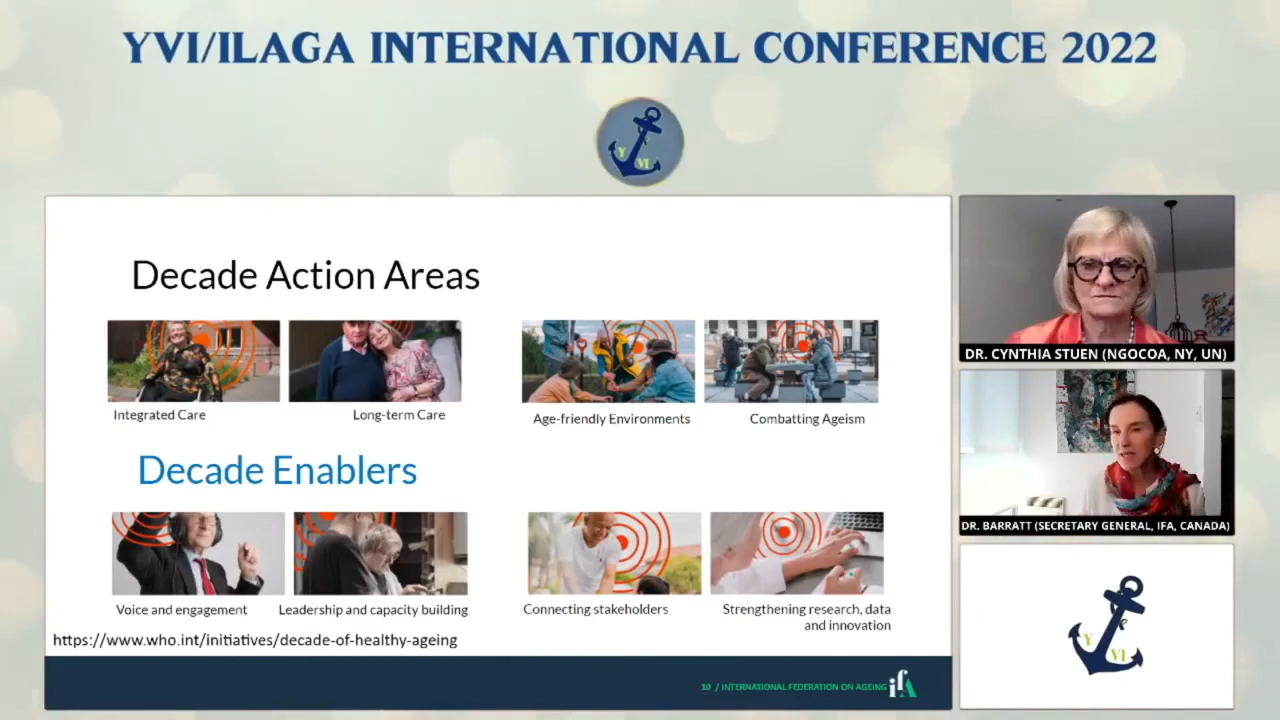 YVI/ILAGA INTERNATIONAL CONFERENCE 2022
Y
VI
Decade Action Areas
Integrated Care
Long-term Care
Age-friendly Environments
Combatting Ageism
Decade Enablers
Voice and engagement
Leadership and capacity building
Connecting stakeholders
Strengthening research, data
and innovation
https://www.who.int/initiatives/decade-of-healthy-ageing
10 / INTERNATIONAL FEDERATION ON AGEING
ifA
DR. CYNTHIA STUEN (NGOCOA, NY, UN)
DR. BARRATT (SECRETARY GENERAL, IFA, CANADA)
Y
VI